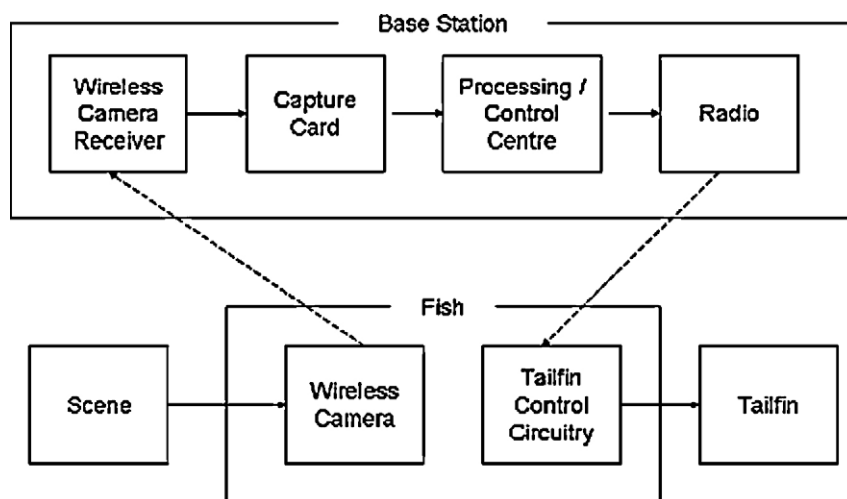 Base Station
Wireless
Camera
Receiver
Capture
Card
Processing /
Control
Centre
Radio
Fish
Scene
Wireless
Camera
Tailfin
Control
Circuitry
Tailfin